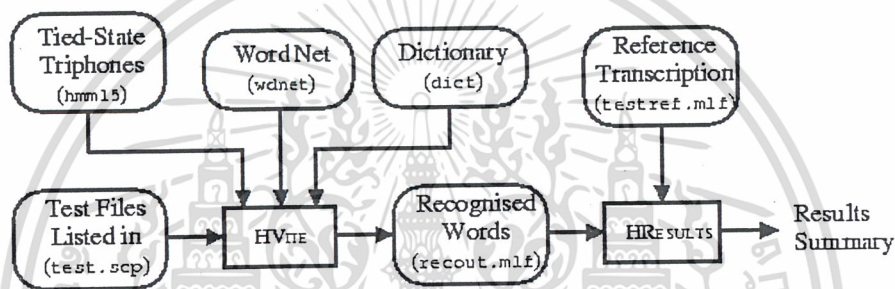 Tied-State
Triphones
(hmm15)
Word Net
(wdnet)
Dictionary
(dict)
Reference
Transcription
(testref.mlf)
Test Files
Listed in
(test.scp)
HVITE
Recognised
Words
(recout.mlf)
HRESULTS
Results
Summary